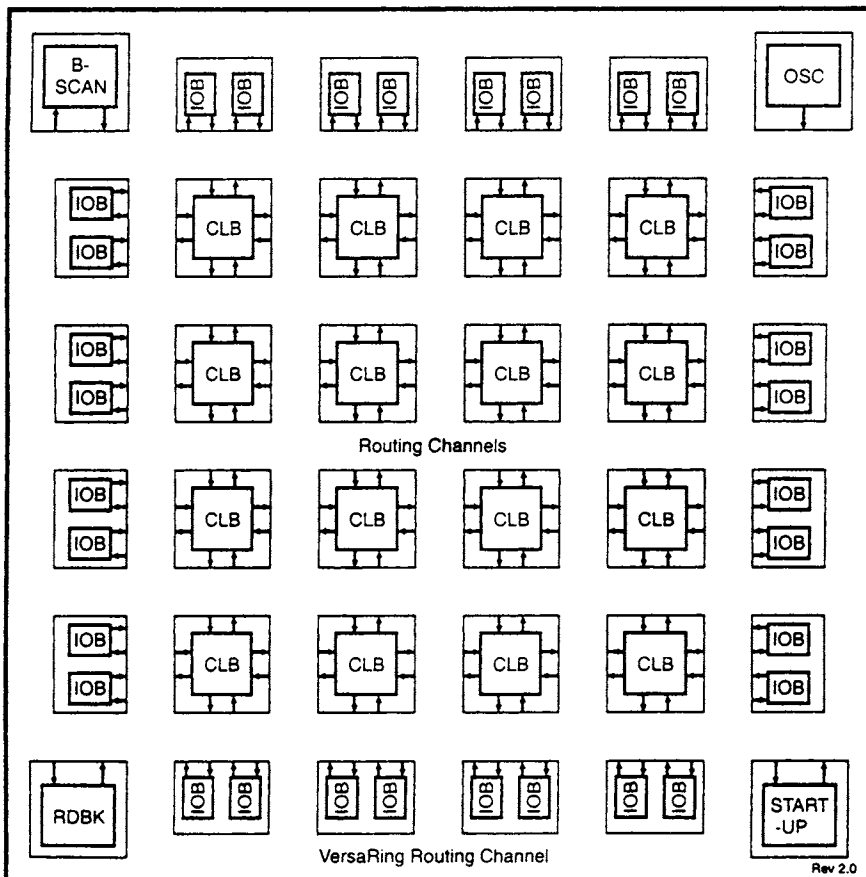 B-
SCAN
IOB IOB IOB IOB IOB IOB IOB IOB
OSC
IOB CLB CLB CLB CLB IOB
IOB IOB
IOB CLB CLB CLB CLB IOB
IOB IOB
Routing Channels
IOB CLB CLB CLB CLB IOB
IOB IOB
IOB CLB CLB CLB CLB IOB
IOB IOB
RDBK
IOB IOB IOB IOB IOB IOB IOB IOB
START
-UP
VersaRing Routing Channel
Rev 2.0